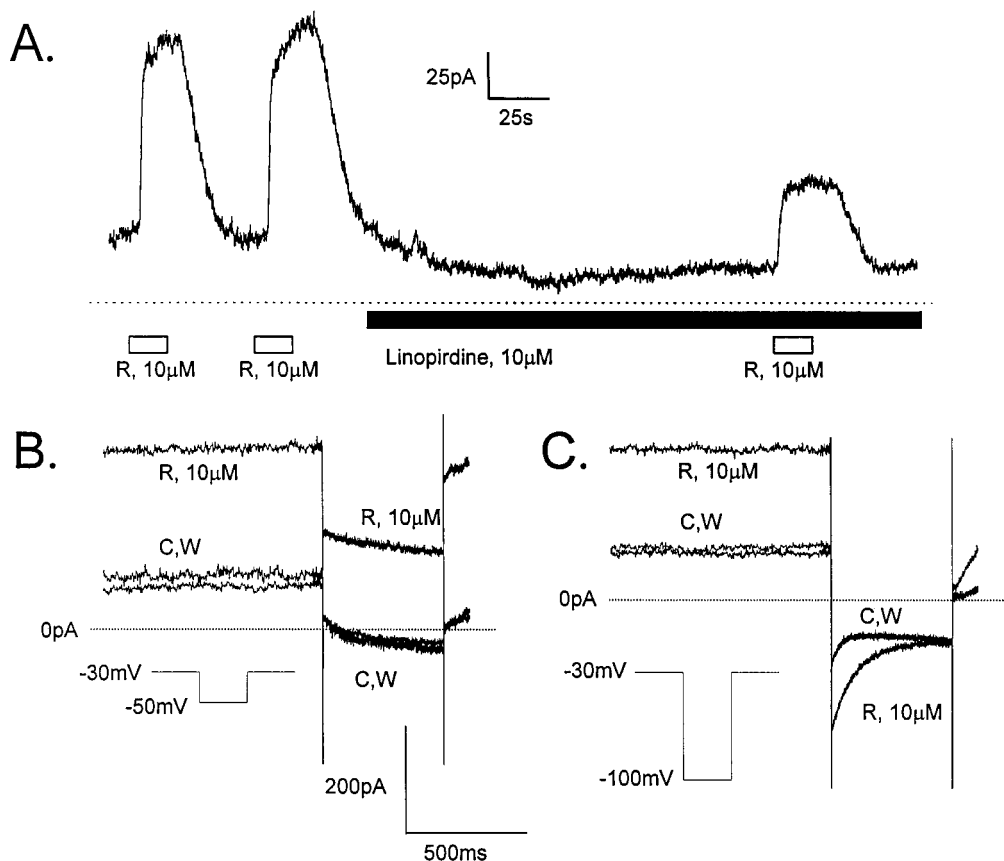 A.
25pA
25s
R, 10µM
R, 10µM
Linopirdine, 10µM
R, 10µM
B.
R, 10µM
R, 10µM
C,W
0pA
C,W
-30mV
-50mV
200pA
500ms
C.
R, 10µM
C,W
0pA
C,W
-30mV
R, 10µM
-100mV